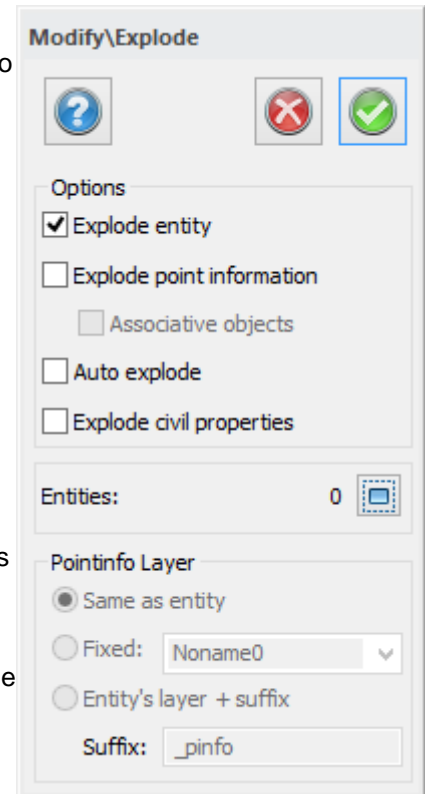 Modify\Explode
o
?
Options
Explode entity
Explode point information
Associative objects
Auto explode
Explode civil properties
Entities: 0
s
Pointinfo Layer
Same as entity
Fixed: Noname0
e
Entity's layer + suffix
Suffix: _pinfo